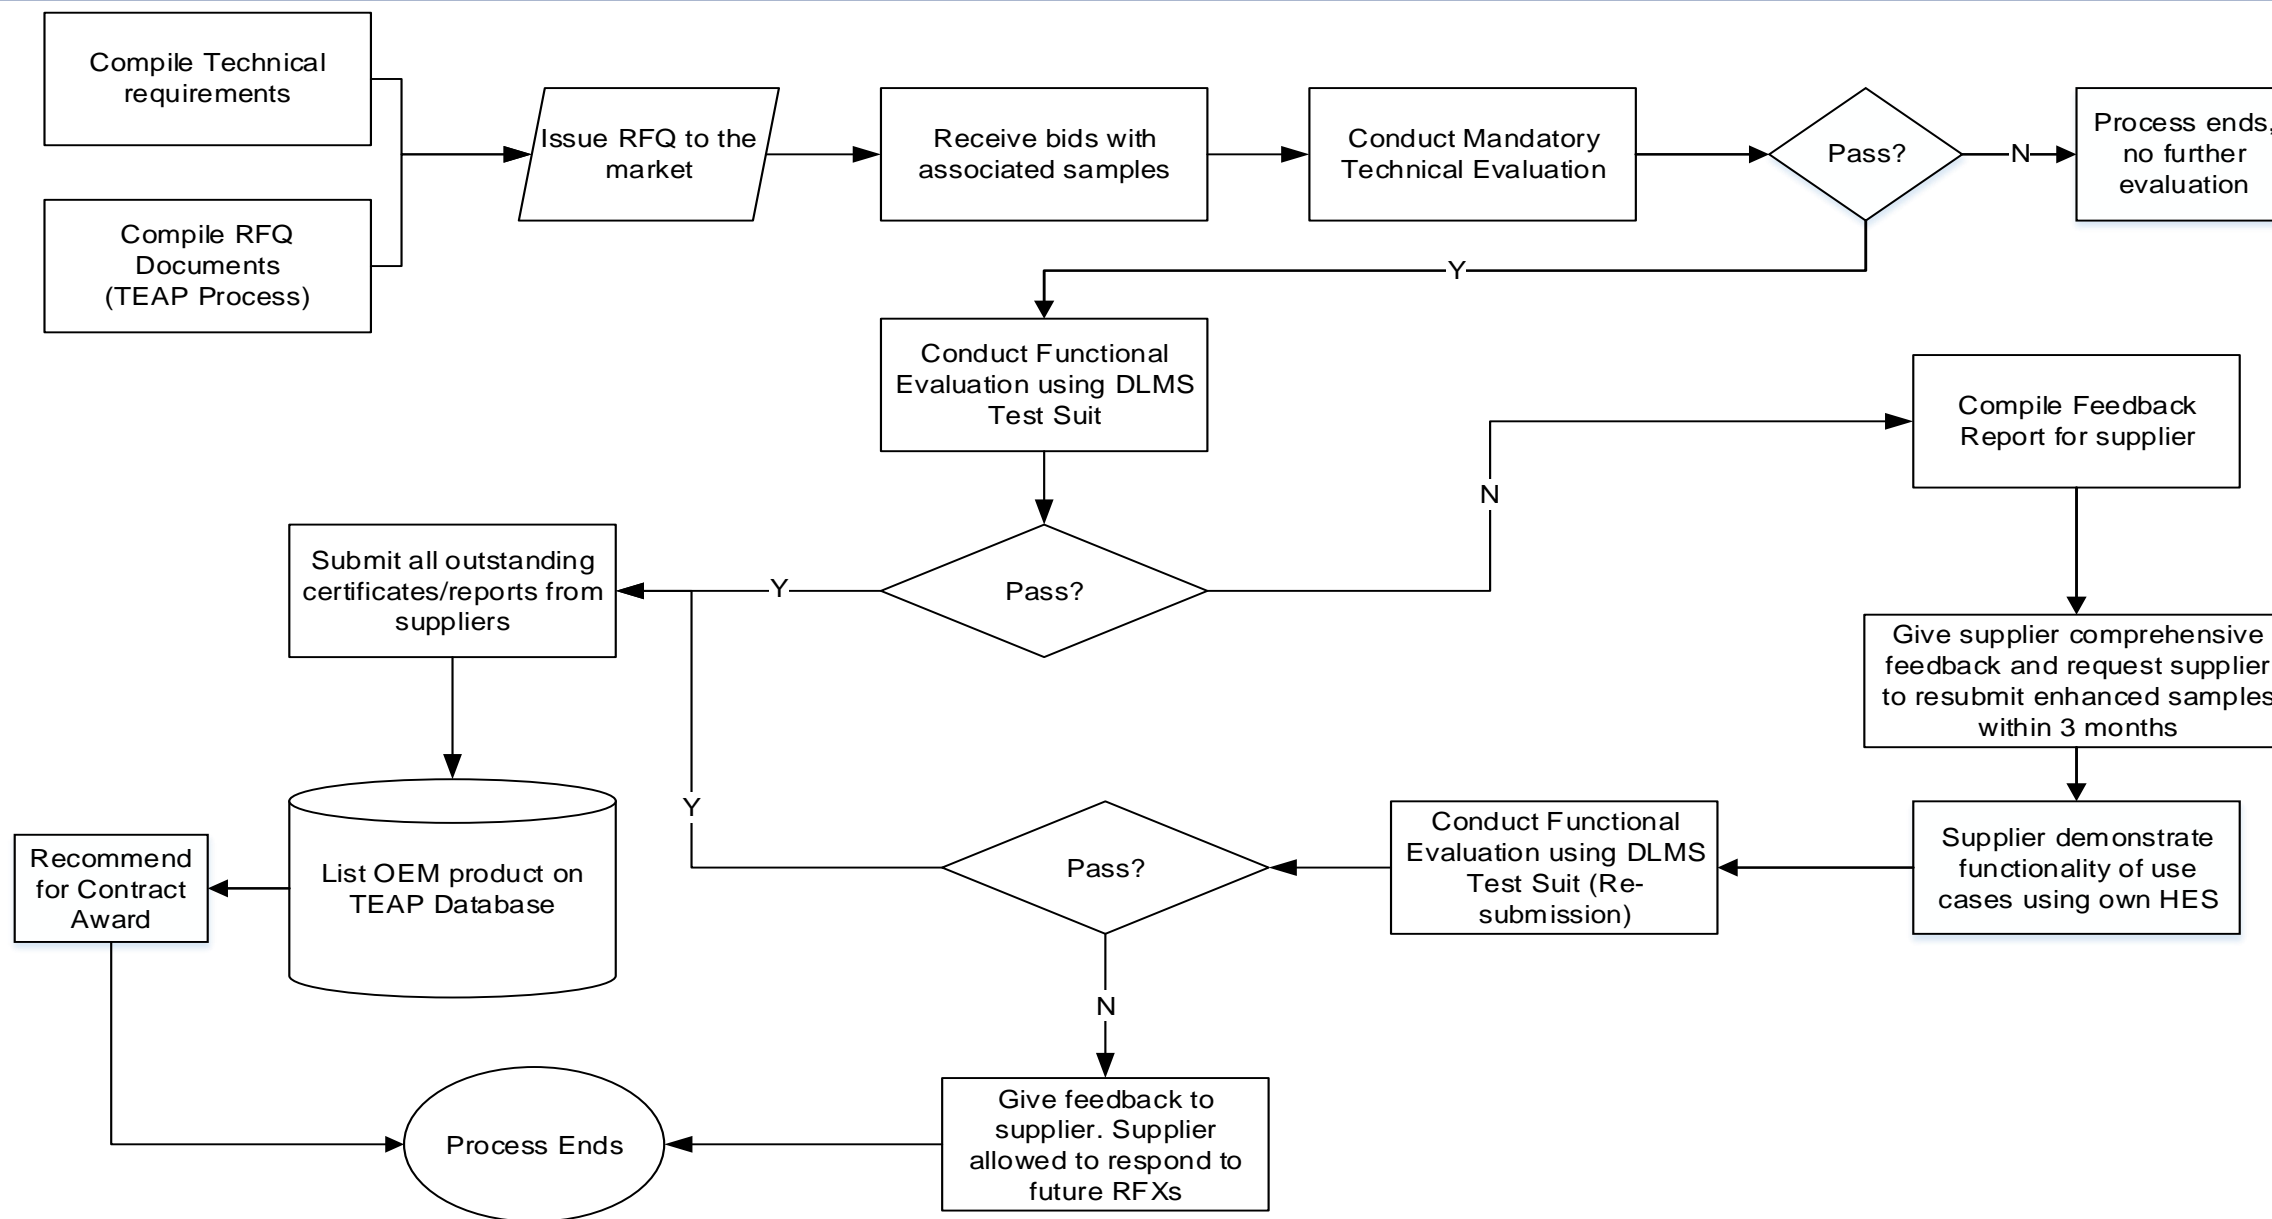 Compile Technical
requirements
Compile RFQ
Documents
(TEAP Process)
Issue RFQ to the
market
Receive bids with
associated samples
Conduct Mandatory
Technical Evaluation
Pass?
N
Process ends,
no further
evaluation
Y
Conduct Functional
Evaluation using DLMS
Test Suit
Pass?
N
Compile Feedback
Report for supplier
Y
Submit all outstanding
certificates/reports from
suppliers
Give supplier comprehensive
feedback and request supplier
to resubmit enhanced samples
within 3 months
Supplier demonstrate
functionality of use
cases using own HES
Conduct Functional
Evaluation using DLMS
Test Suit (Re-
submission)
Pass?
Y
List OEM product on
TEAP Database
Recommend
for Contract
Award
N
Give feedback to
supplier. Supplier
allowed to respond to
future RFXs
Process Ends